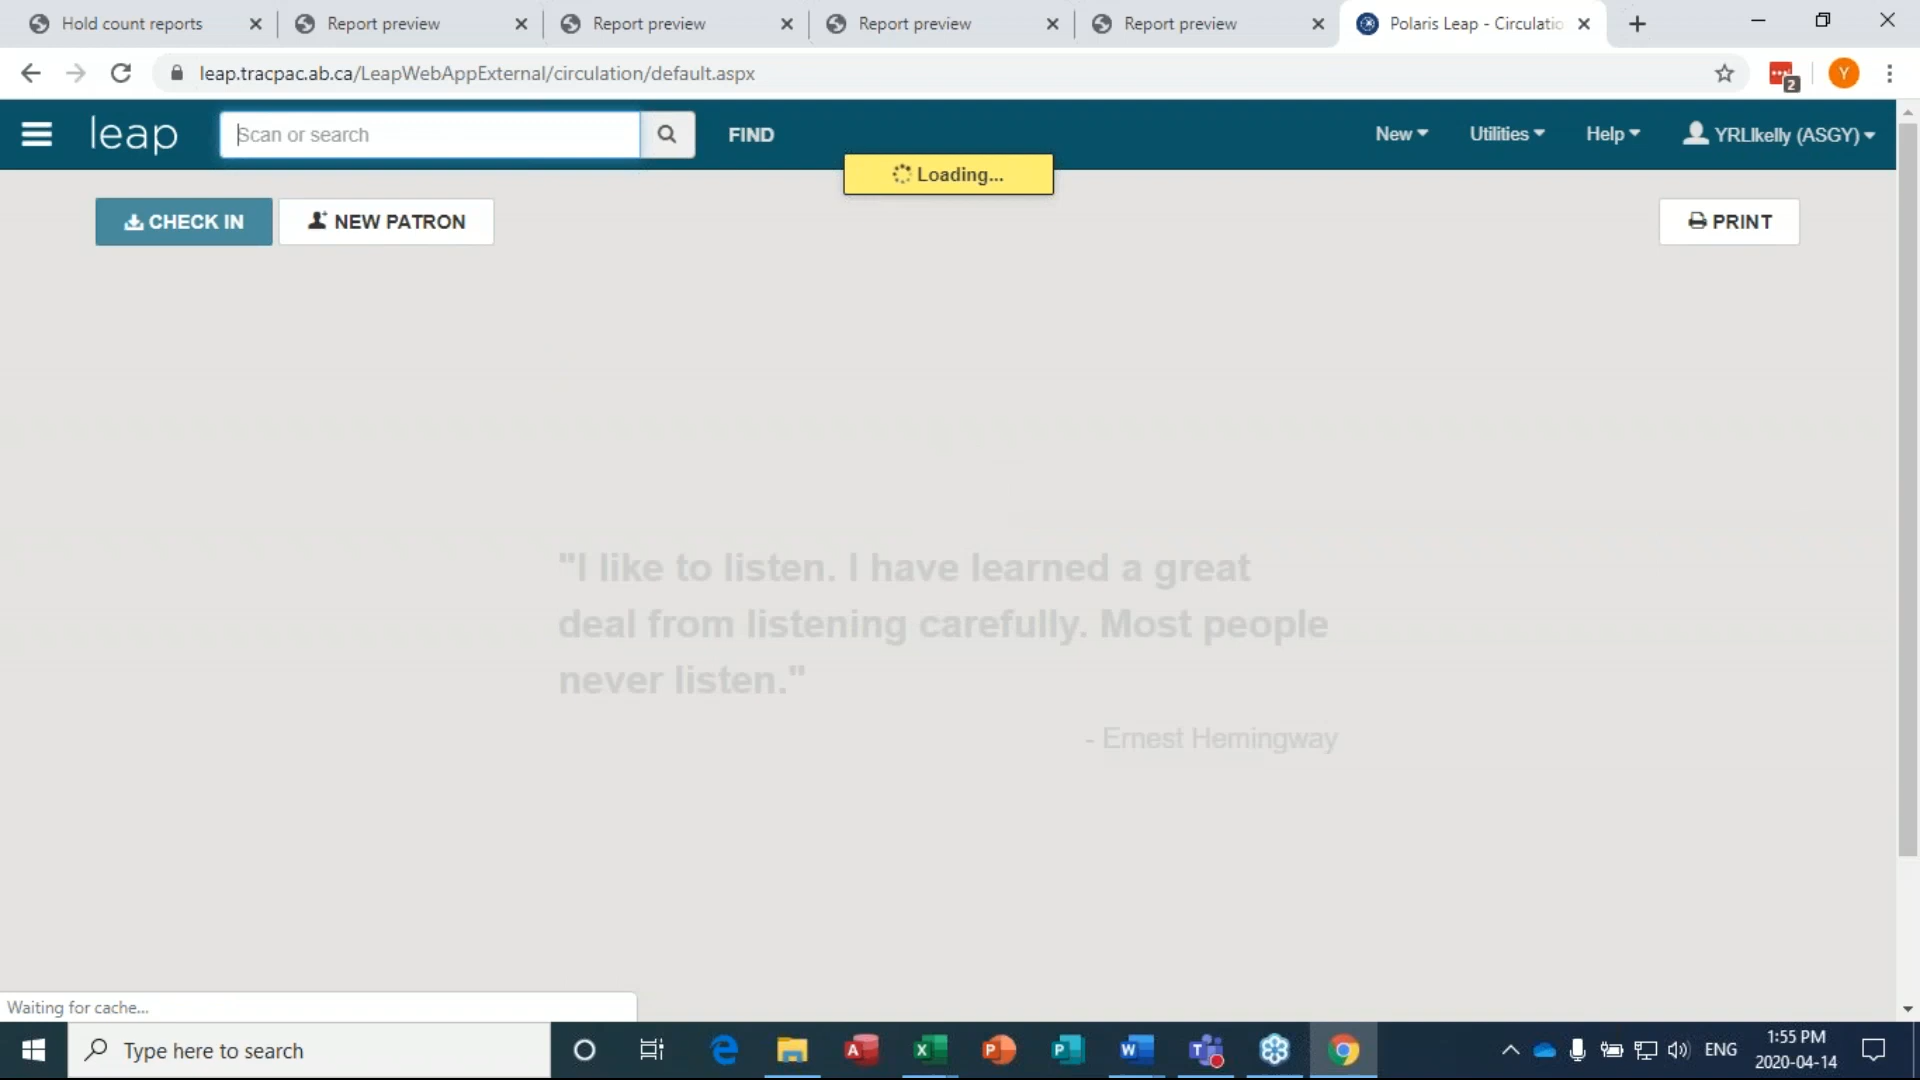 Hold count reports
Report preview
Report preview
Report preview
Report preview
Polaris Leap - Circulatio
leap.tracpac.ab.ca/LeapWebAppExternal/circulation/default.aspx
2
Y
leap
Scan or search
FIND
New
Utilities
Help
YRLlkelly (ASGY)
Loading...
CHECK IN
NEW PATRON
PRINT
"I like to listen. I have learned a great
deal from listening carefully. Most people
never listen."
- Ernest Hemingway
Waiting for cache...
Type here to search
ENG
1:55 PM
2020-04-14